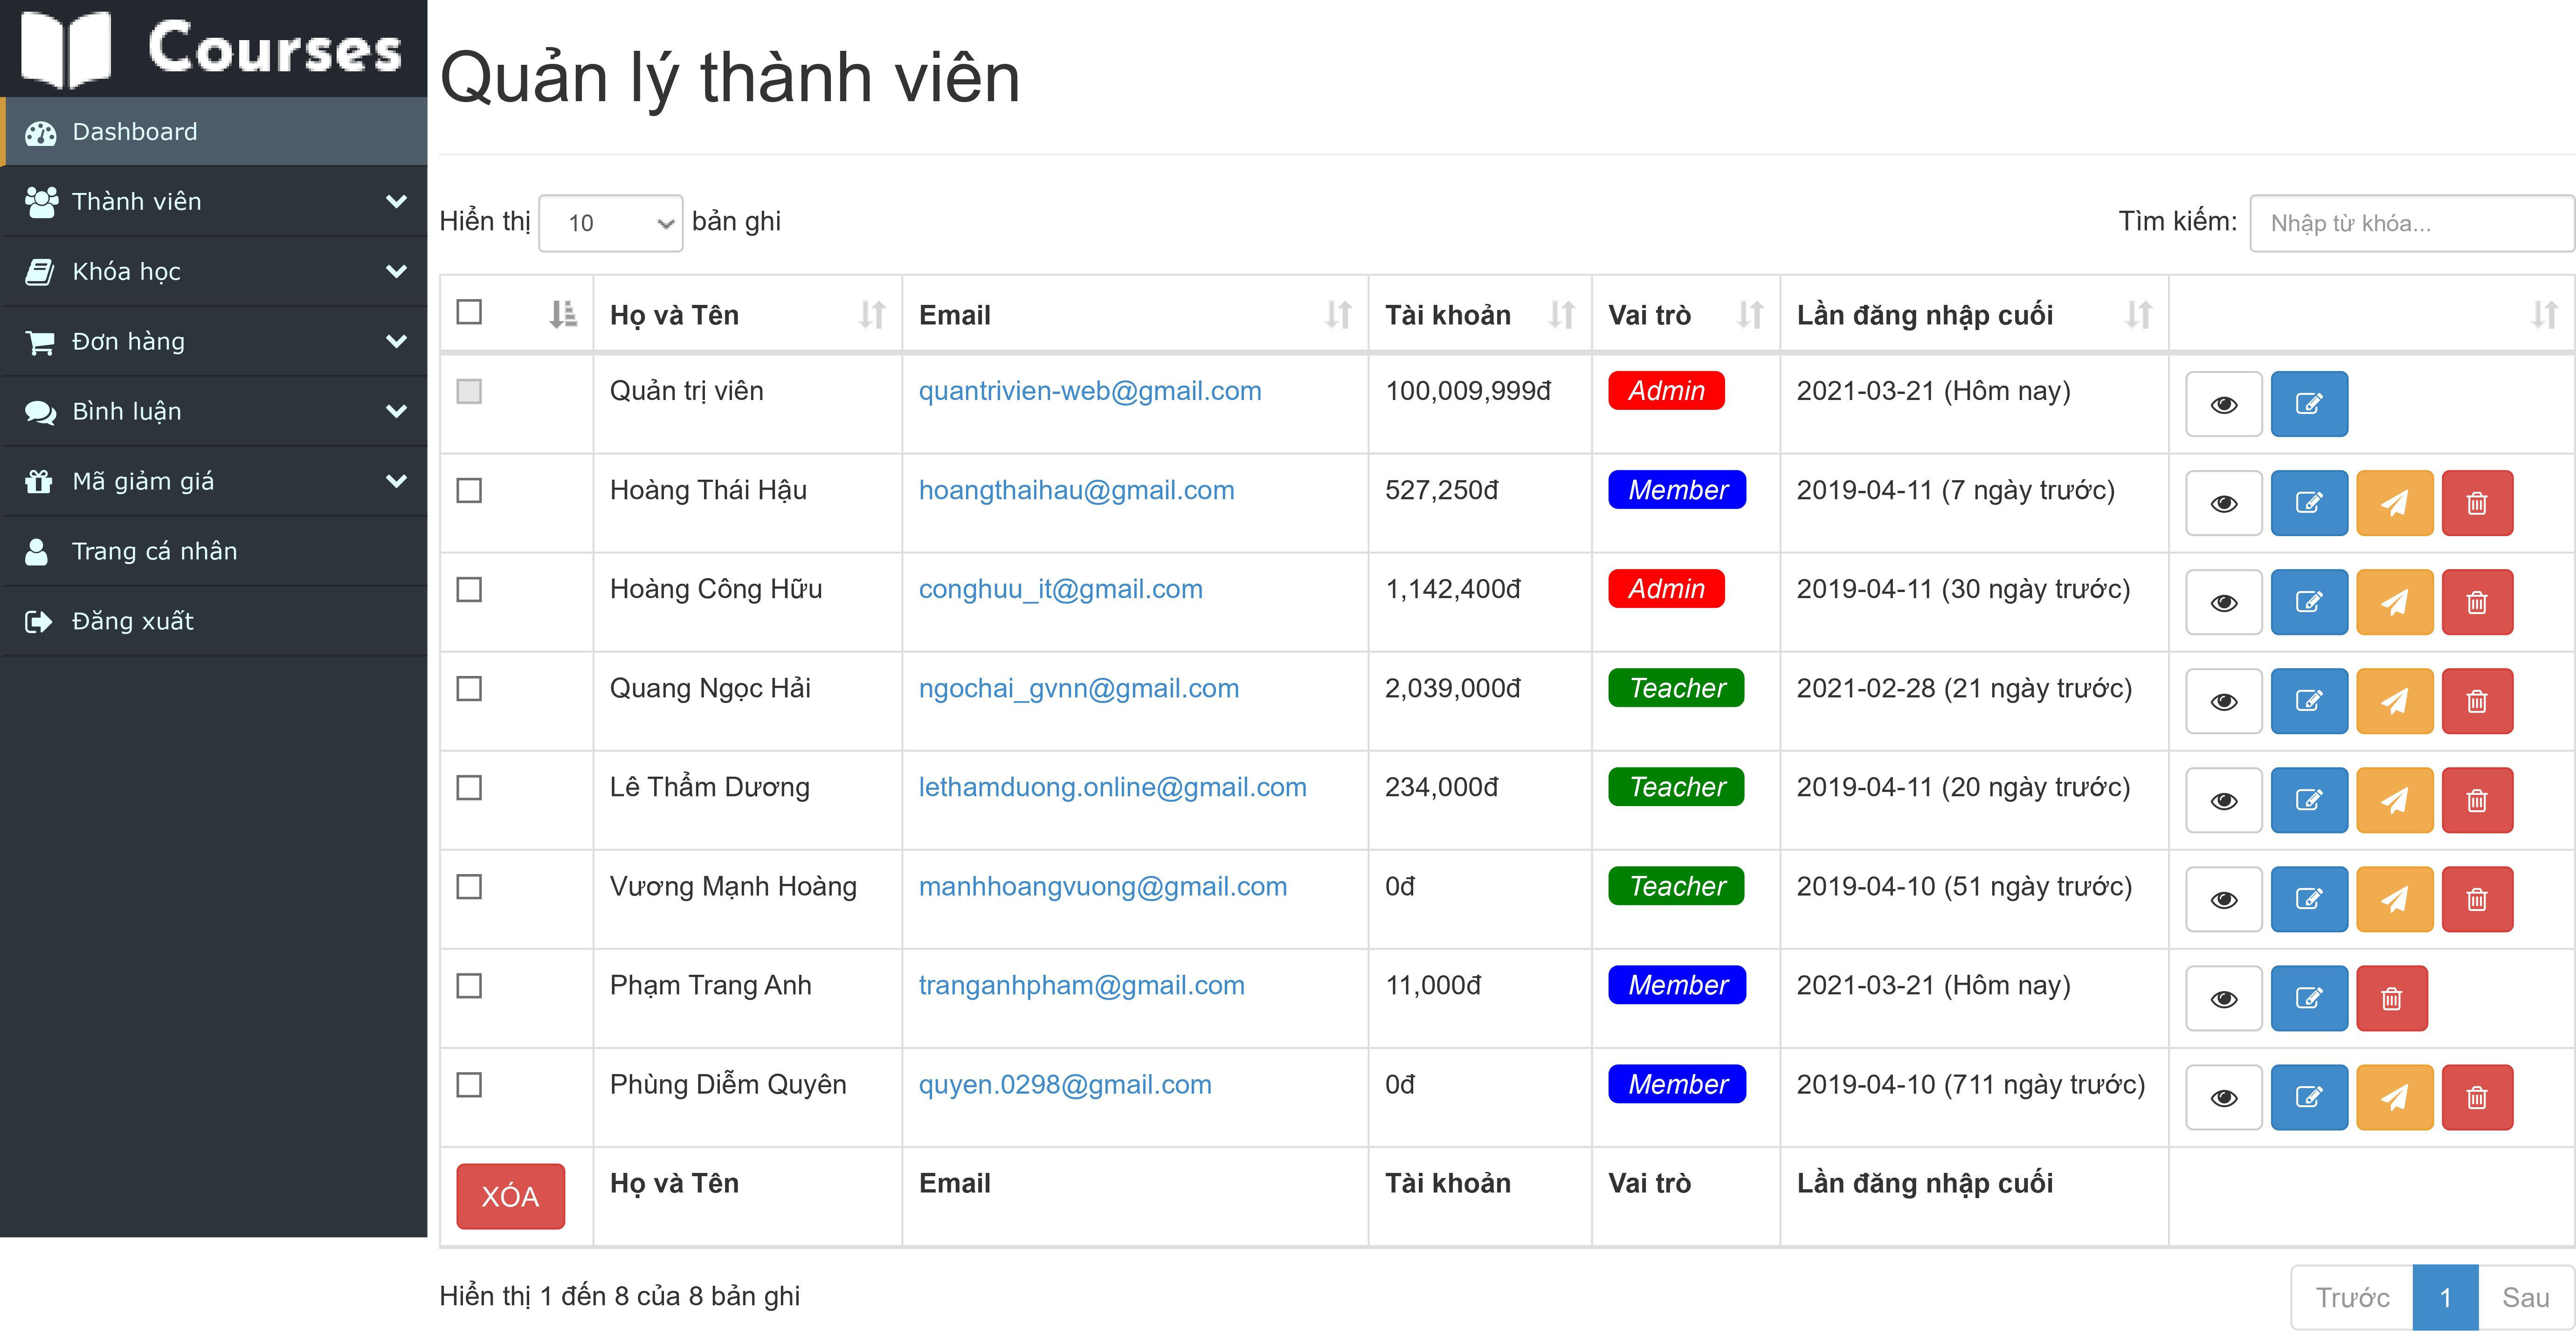 Courses
Quản lý thành viên
Dashboard
Thành viên
Khóa học
Đơn hàng
Bình luận
Mã giảm giá
Trang cá nhân
Đăng xuất
Hiển thị 10 bản ghi
Tìm kiếm: Nhập từ khóa...
Họ và Tên Email Tài khoản Vai trò Lần đăng nhập cuối
Quản trị viên quantrivien-web@gmail.com 100,009,999đ Admin 2021-03-21 (Hôm nay)
Hoàng Thái Hậu hoangthaihau@gmail.com 527,250đ Member 2019-04-11 (7 ngày trước)
Hoàng Công Hữu conghuu_it@gmail.com 1,142,400đ Admin 2019-04-11 (30 ngày trước)
Quang Ngọc Hải ngochai_gvnn@gmail.com 2,039,000đ Teacher 2021-02-28 (21 ngày trước)
Lê Thẩm Dương lethamduong.online@gmail.com 234,000đ Teacher 2019-04-11 (20 ngày trước)
Vương Mạnh Hoàng manhhoangvuong@gmail.com 0đ Teacher 2019-04-10 (51 ngày trước)
Phạm Trang Anh tranganhpham@gmail.com 11,000đ Member 2021-03-21 (Hôm nay)
Phùng Diễm Quyên quyen.0298@gmail.com 0đ Member 2019-04-10 (711 ngày trước)
XÓA Họ và Tên Email Tài khoản Vai trò Lần đăng nhập cuối
Hiển thị 1 đến 8 của 8 bản ghi
Trước 1 Sau